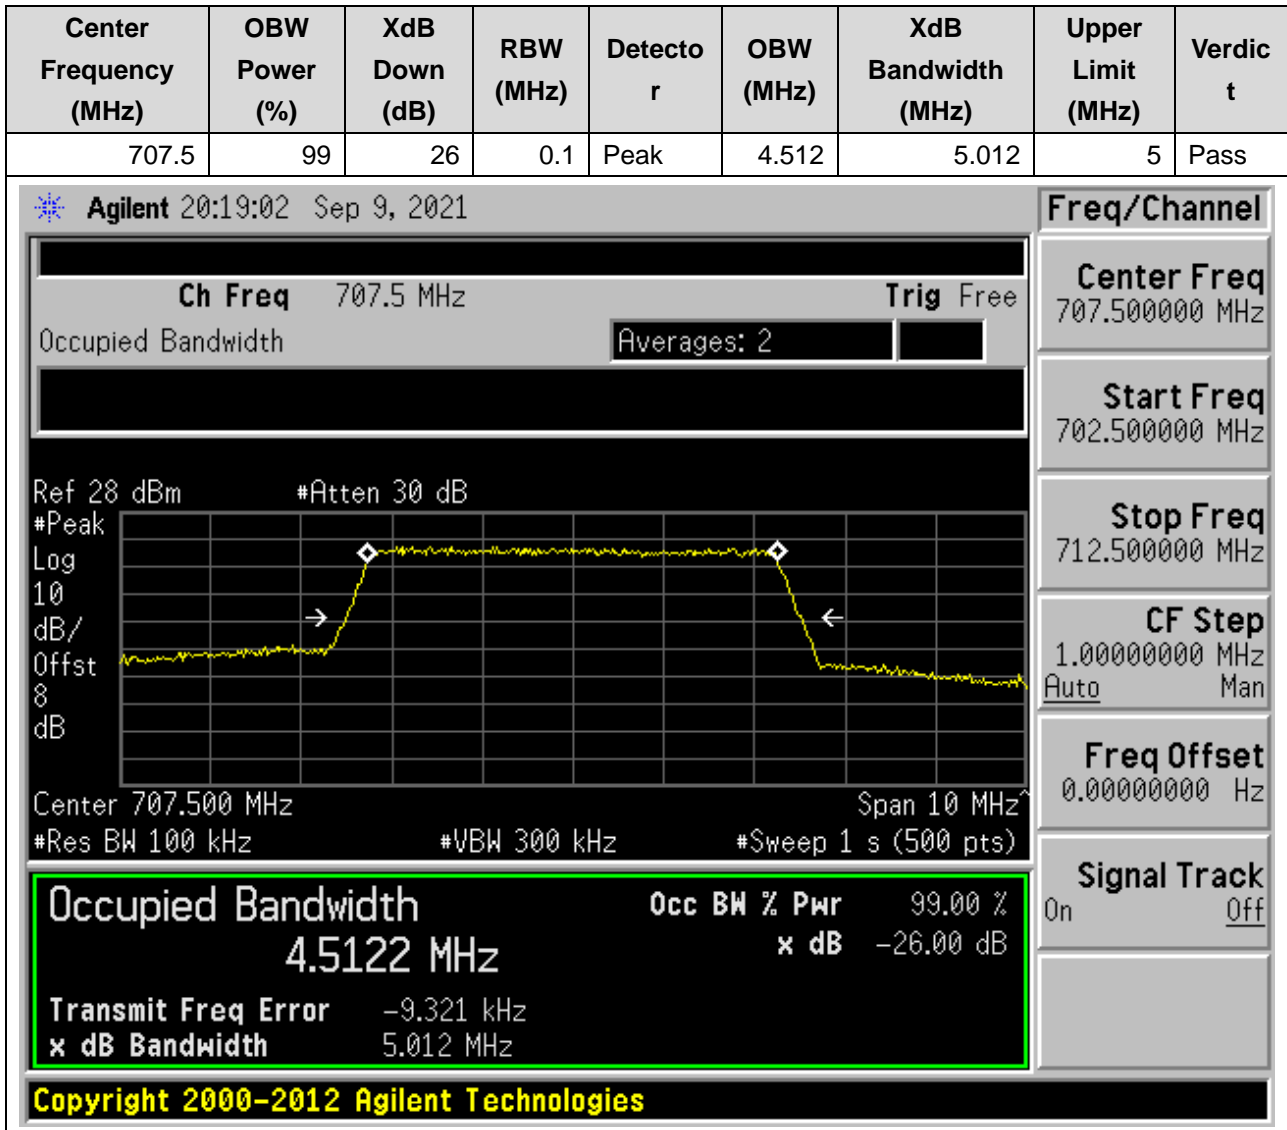 Center Frequency (MHz) OBW Power (%) XdB Down (dB) RBW (MHz) Detector OBW (MHz) XdB Bandwidth (MHz) Upper Limit (MHz) Verdict
707.5 99 26 0.1 Peak 4.512 5.012 5 Pass
Agilent 20:19:02 Sep 9, 2021
Ch Freq 707.5 MHz Trig Free
Occupied Bandwidth Averages: 2
Ref 28 dBm #Atten 30 dB
#Peak
Log
10
dB/
Offst
8
dB
Center 707.500 MHz Span 10 MHz^
#Res BW 100 kHz #VBW 300 kHz #Sweep 1 s (500 pts)
Occupied Bandwidth Occ BW % Pwr 99.00 %
4.5122 MHz x dB -26.00 dB
Transmit Freq Error -9.321 kHz
x dB Bandwidth 5.012 MHz
Freq/Channel
Center Freq
707.500000 MHz
Start Freq
702.500000 MHz
Stop Freq
712.500000 MHz
CF Step
1.00000000 MHz
Auto Man
Freq Offset
0.00000000 Hz
Signal Track
On Off
Copyright 2000-2012 Agilent Technologies